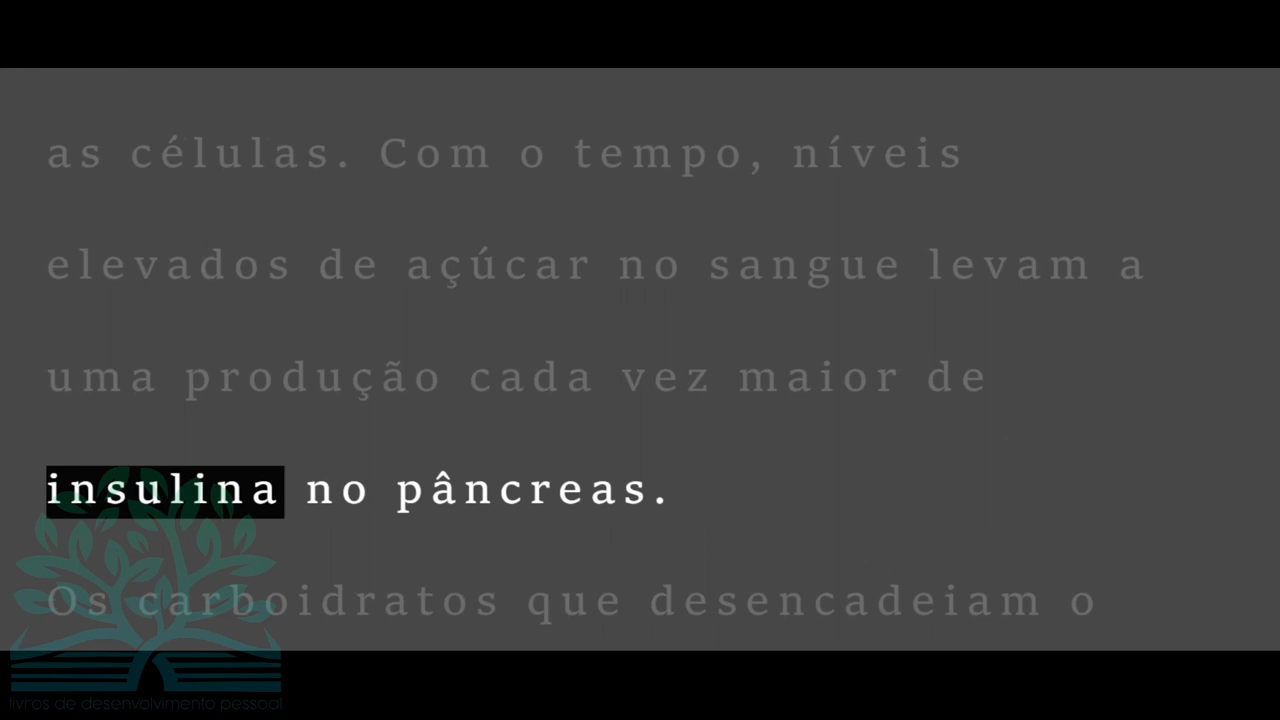 as células. Com o tempo, níveis
elevados de açúcar no sangue levam a
uma produção cada vez maior de
insulina no pâncreas.
Os carboidratos que desencadeiam o
livros de desenvolvimento pessoal